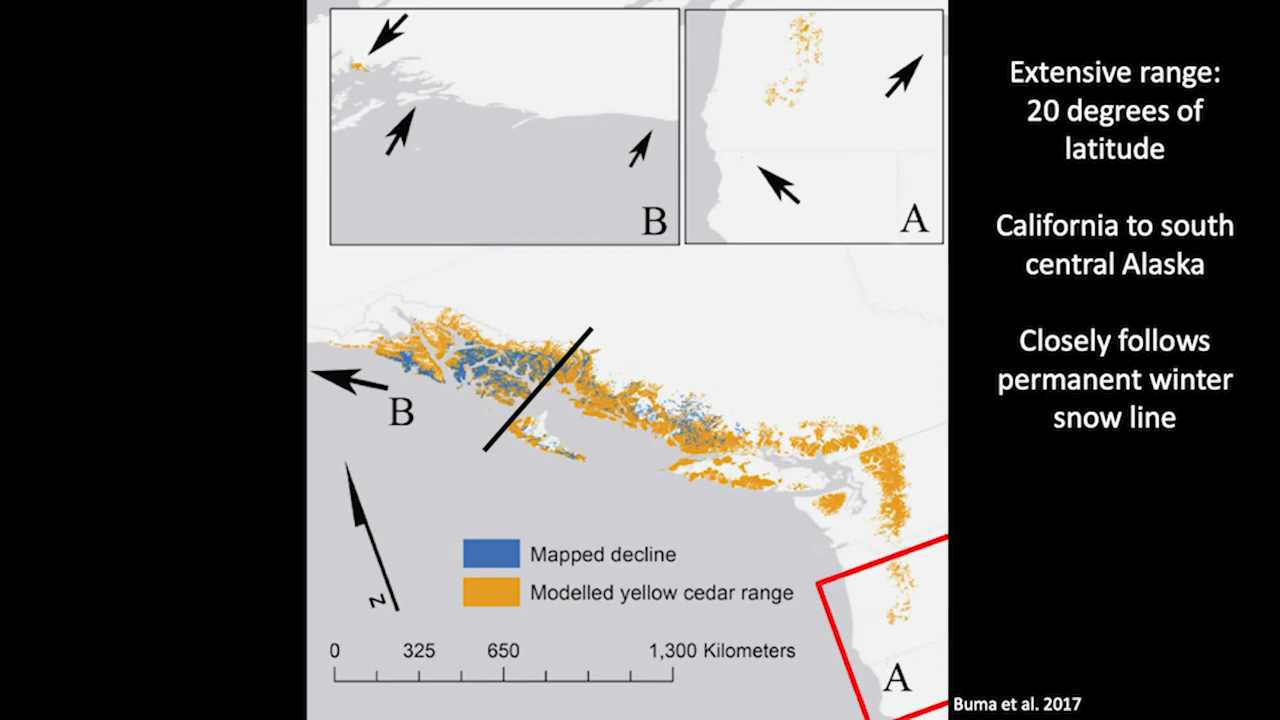 B
A
Extensive range:
20 degrees of
latitude
California to south
central Alaska
Closely follows
permanent winter
snow line
B
N
Mapped decline
Modelled yellow cedar range
0 325 650 1,300 Kilometers
A
Buma et al. 2017